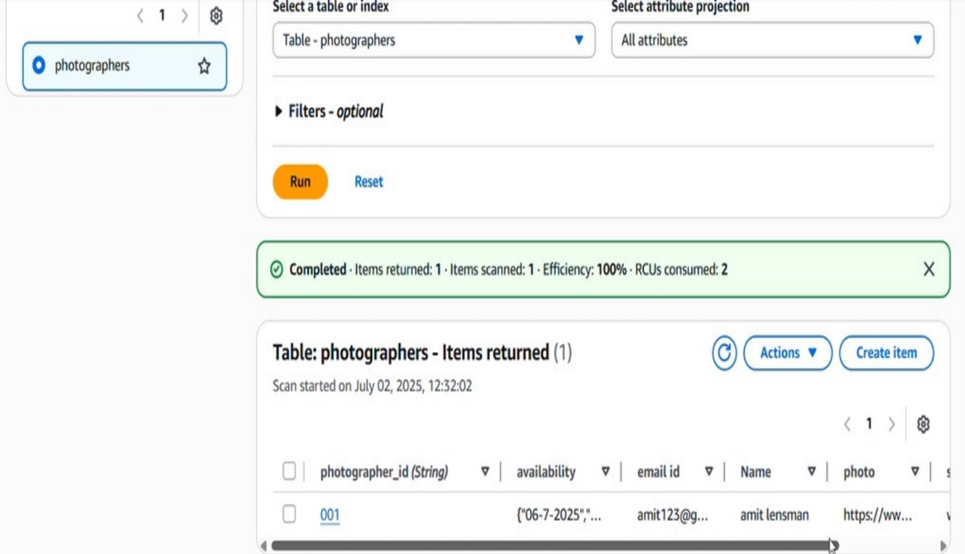 1
photographers
Select a table or index
Select attribute projection
Table - photographers
All attributes
Filters - optional
Run
Reset
Completed · Items returned: 1 · Items scanned: 1 · Efficiency: 100% · RCUs consumed: 2
Table: photographers - Items returned (1)
Actions
Create item
Scan started on July 02, 2025, 12:32:02
1
photographer_id (String)
availability
email id
Name
photo
001
{"06-7-2025","...
amit123@g...
amit lensman
https://ww...